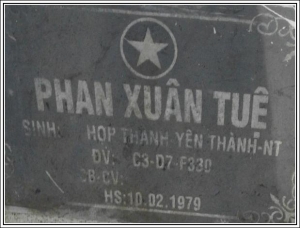 PHAN XUÂN TUỆ
SINH: HỢP THÀNH-YÊN THÀNH-NT
ĐV: C3-D7-F330
CB-CV:
HS:10.02.1979